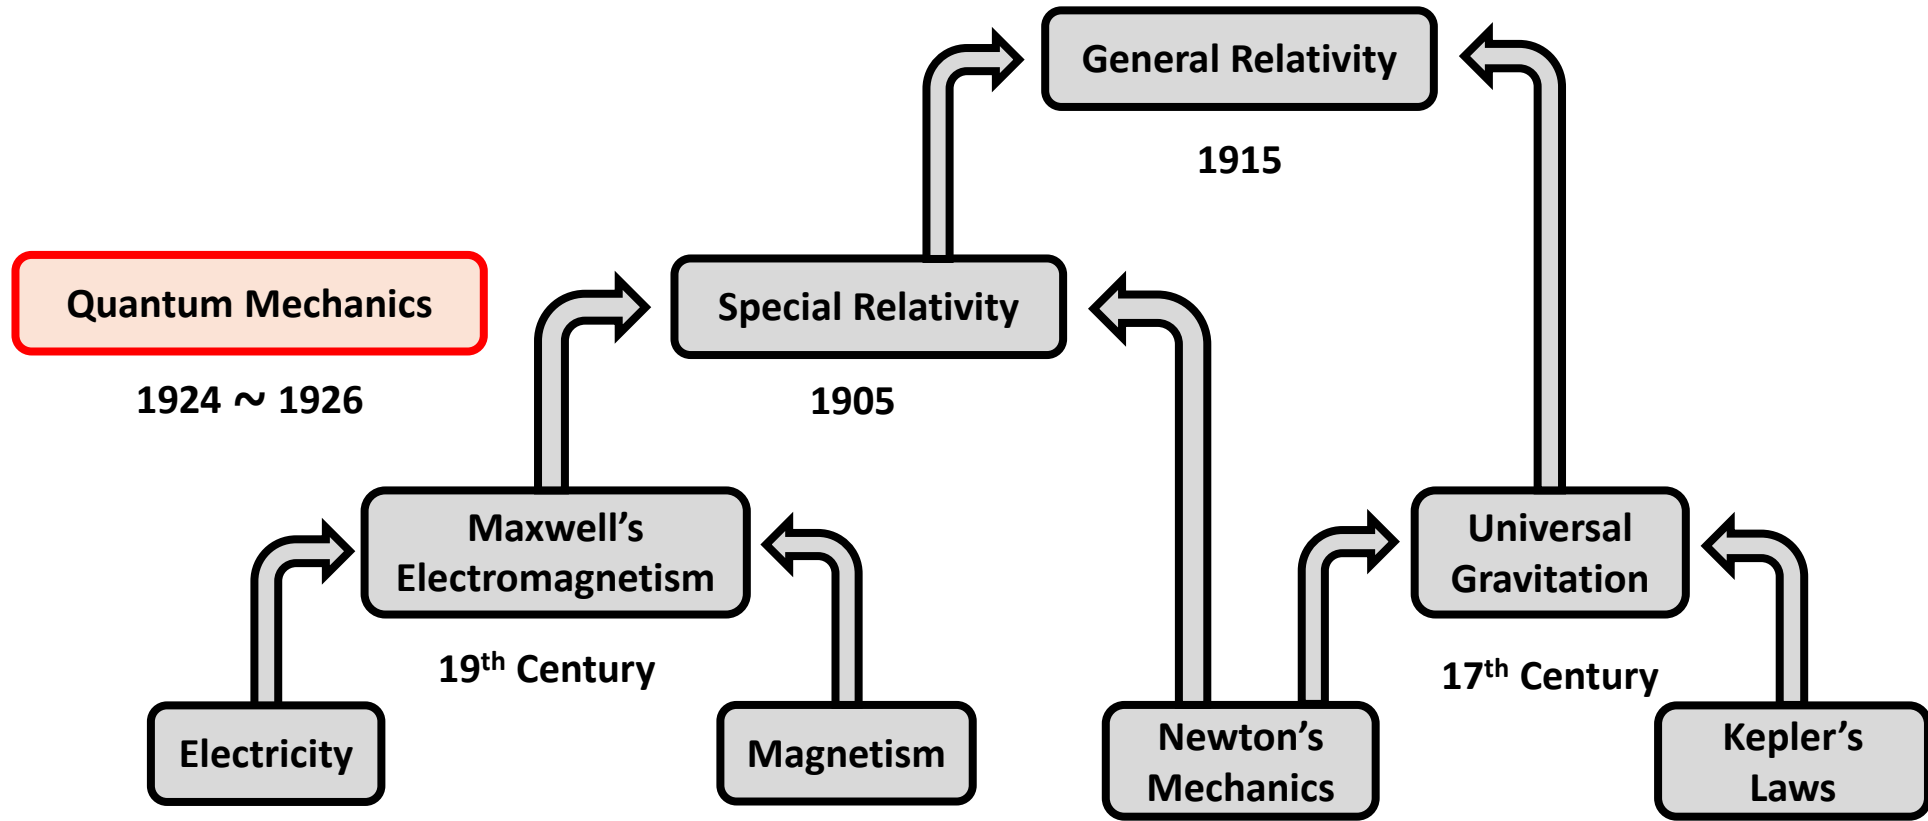 General Relativity
1915
Quantum Mechanics
1924 ~ 1926
Special Relativity
1905
Maxwell’s
Electromagnetism
19th Century
Universal
Gravitation
17th Century
Electricity
Magnetism
Newton’s
Mechanics
Kepler’s
Laws